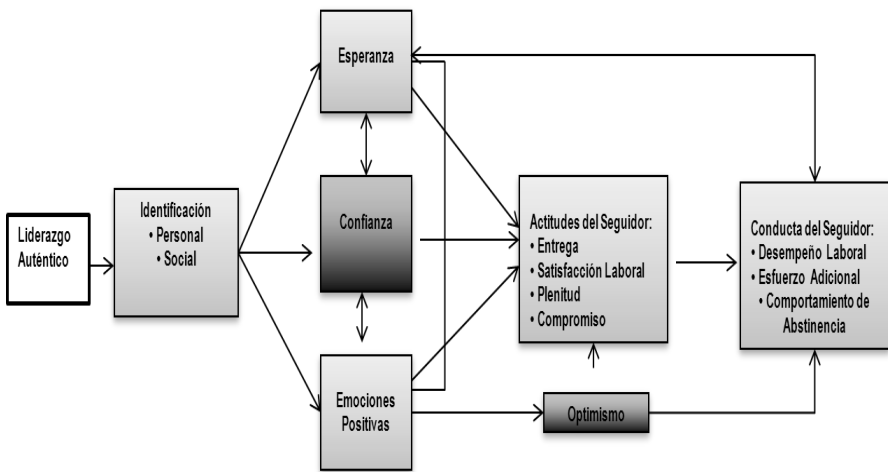 Liderazgo
Auténtico
Identificación
• Personal
• Social
Esperanza
Confianza
Emociones
Positivas
Actitudes del Seguidor:
• Entrega
• Satisfacción Laboral
• Plenitud
• Compromiso
Optimismo
Conducta del Seguidor:
• Desempeño Laboral
• Esfuerzo Adicional
• Comportamiento de
Abstinencia